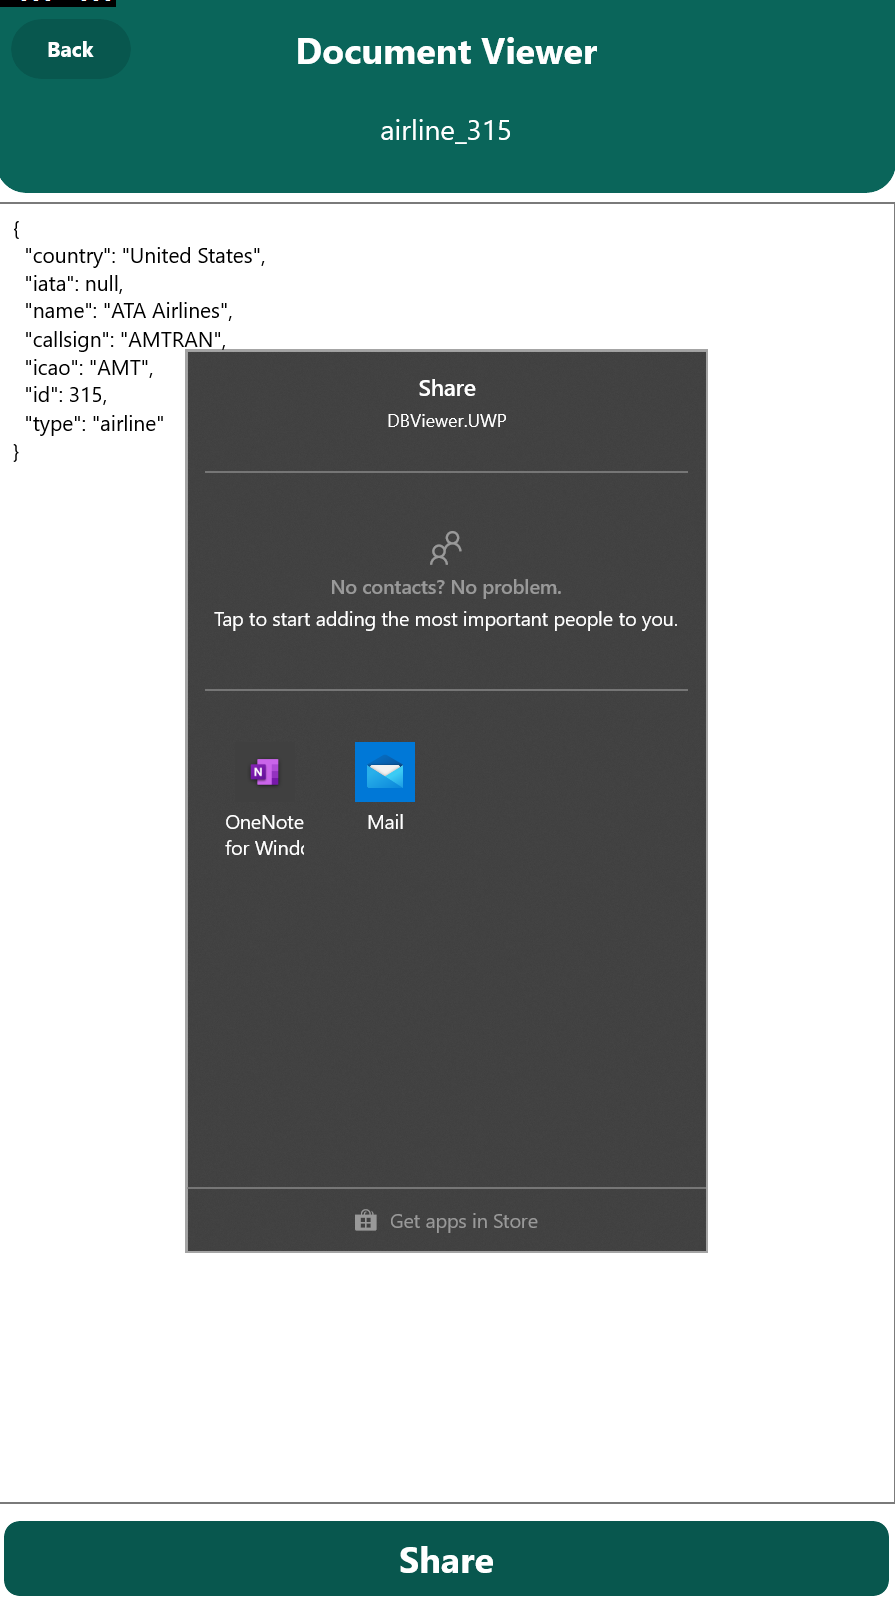 Back
Document Viewer
airline_315
{
"country": "United States",
"iata": null,
"name": "ATA Airlines",
"callsign": "AMTRAN",
"icao": "AMT",
"id": 315,
"type": "airline"
}
Share
DBViewer.UWP
No contacts? No problem.
Tap to start adding the most important people to you.
OneNote
for Windo
Mail
Get apps in Store
Share